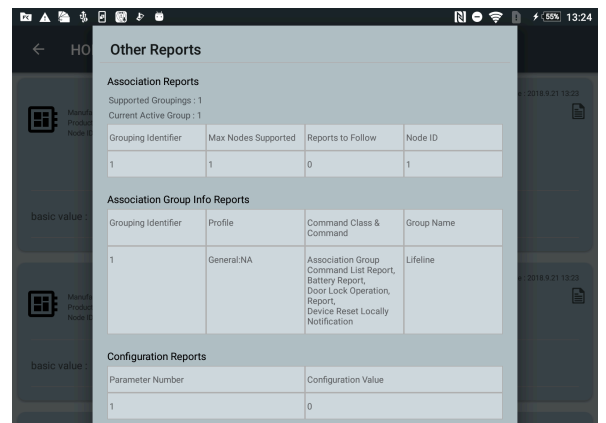 55% 13:24
HO
Other Reports
Association Reports
Supported Groupings : 1
Current Active Group : 1
Grouping Identifier Max Nodes Supported Reports to Follow Node ID
1 1 0 1
Association Group Info Reports
Grouping Identifier Profile Command Class & Group Name
Command
1 General:NA Association Group Lifeline
Command List Report,
Battery Report,
Door Lock Operation,
Report,
Device Reset Locally
Notification
Configuration Reports
Parameter Number Configuration Value
1 0
e : 2018.9.21 13:23
Manufa
Product
Node ID
basic value :
e : 2018.9.21 13:23
Manufa
Product
Node ID
basic value :